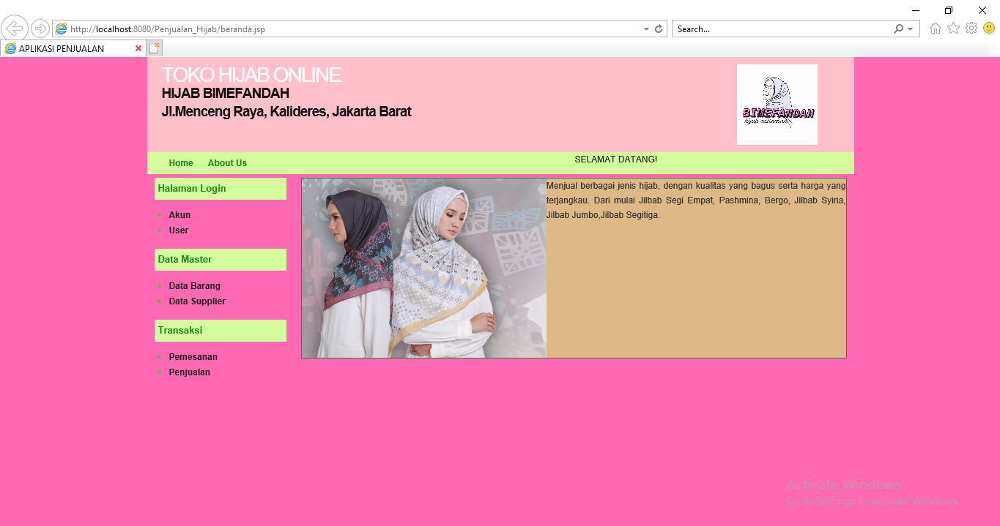 http://localhost:8080/Penjualan_Hijab/beranda.jsp
Search...
APLIKASI PENJUALAN
TOKO HIJAB ONLINE
HIJAB BIMEFANDAH
Jl.Menceng Raya, Kalideres, Jakarta Barat
BIMEFANDAH
hijab collection
Home About Us
SELAMAT DATANG!
Halaman Login
Akun
User
Data Master
Data Barang
Data Supplier
Transaksi
Pemesanan
Penjualan
Menjual berbagai jenis hijab, dengan kualitas yang bagus serta harga yang
terjangkau. Dari mulai Jilbab Segi Empat, Pashmina, Bergo, Jilbab Syiria,
Jilbab Jumbo,Jilbab Segitiga.
Activate Windows
Go to Settings to activate Windows.